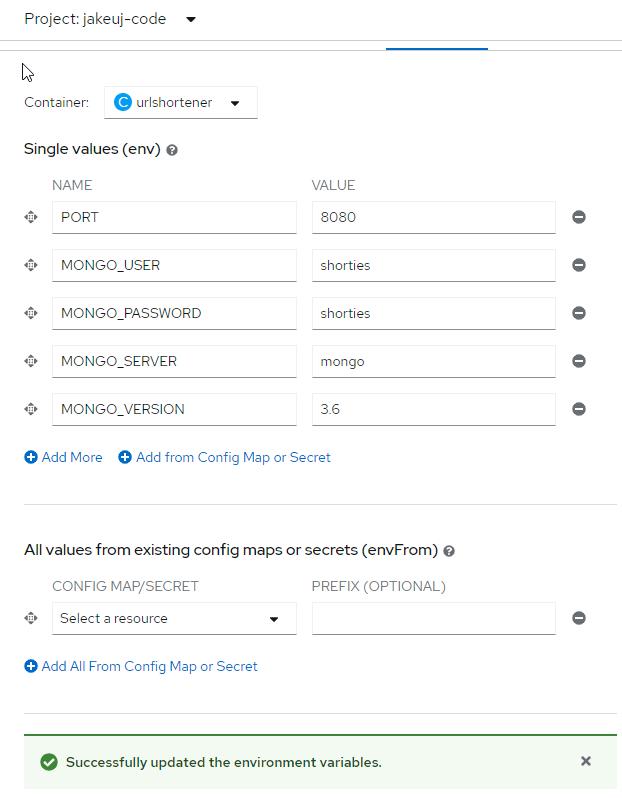 Project: jakeuj-code
Container: C urlshortener
Single values (env)
NAME VALUE
PORT 8080
MONGO_USER shorties
MONGO_PASSWORD shorties
MONGO_SERVER mongo
MONGO_VERSION 3.6
Add More Add from Config Map or Secret
All values from existing config maps or secrets (envFrom)
CONFIG MAP/SECRET PREFIX (OPTIONAL)
Select a resource
Add All From Config Map or Secret
Successfully updated the environment variables.